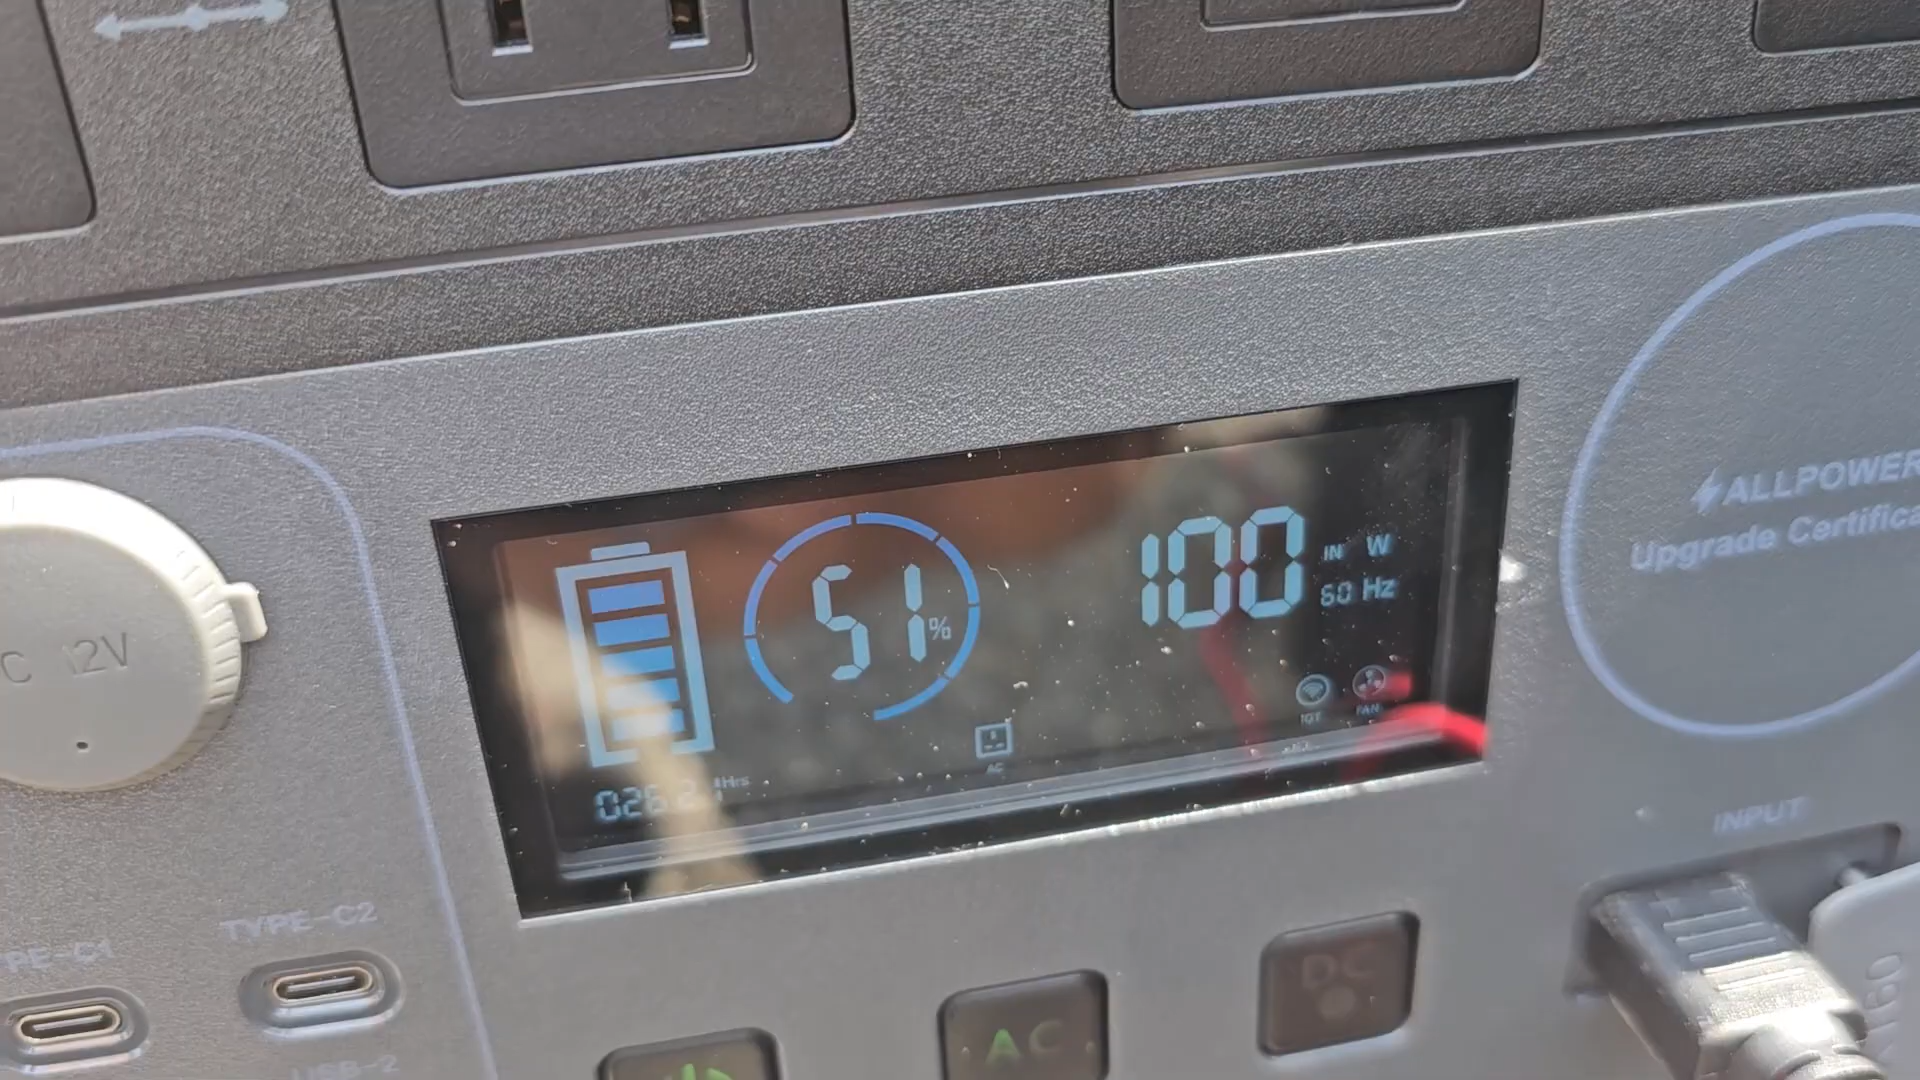 51%
100 IN W
60 Hz
IOT FAN
AC
Hrs
ALLPOWER
Upgrade Certifica
C 12V
INPUT
TYPE-C2
PE-C1
USB-2
AC
DC